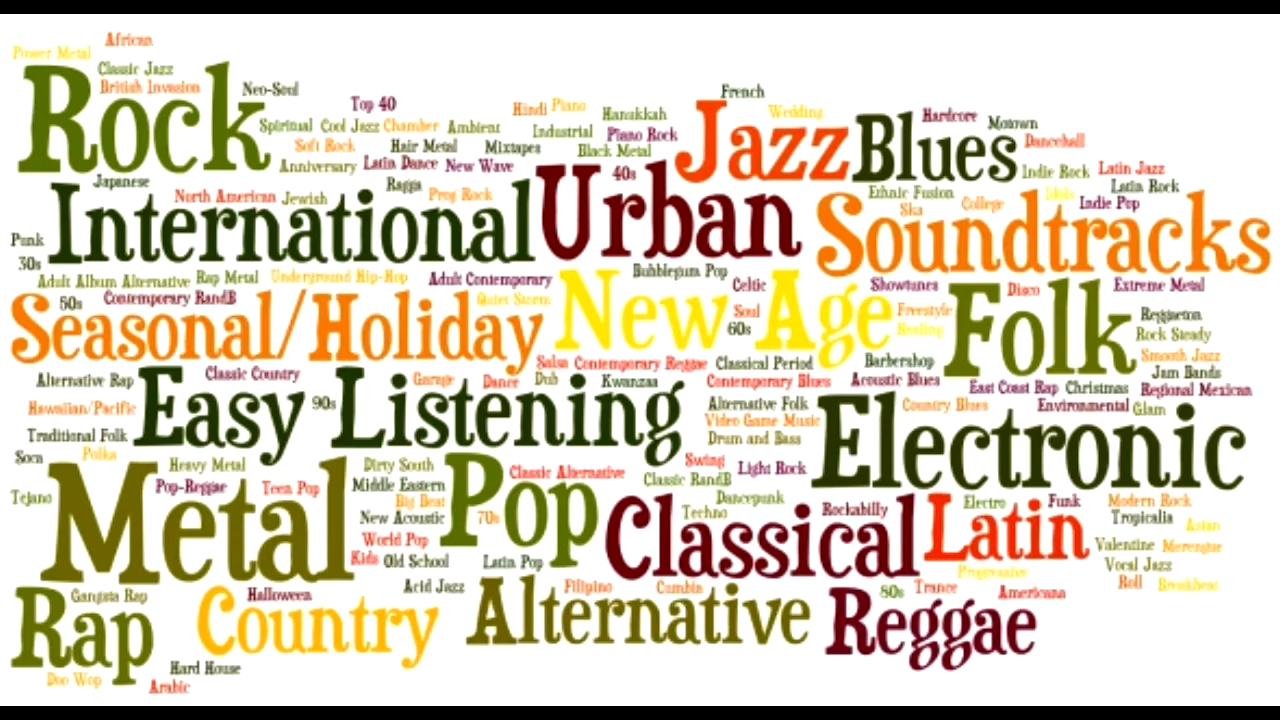 African
Power Metal
Classic Jazz
British Invasion
Neo-Soul
Rock
Top 40
Spiritual
Cool Jazz
Chamber
Ambient
Hindi
Piano
Hanukkah
Industrial
Piano Rock
Soft Rock
Hair Metal
Mixtapes
Black Metal
Anniversary
Latin Dance
New Wave
French
Wedding
Jazz
Blues
Hardcore
Motown
Dancehall
Indie Rock
Latin Jazz
Latin Rock
Japanese
North American
Jewish
Ragga
Prog Rock
40s
Ethnic Fusion
Ska
College
Idols
Indie Pop
International
Urban
Soundtracks
Punk
30s
Adult Album Alternative
Rap Metal
Underground Hip-Hop
Adult Contemporary
Bubblegum Pop
Celtic
Showtunes
Disco
Extreme Metal
50s
Contemporary RandB
Quiet Storm
Soul
60s
Freestyle
Healing
Reggaeton
Rock Steady
Seasonal/Holiday
New Age
Folk
Smooth Jazz
Jam Bands
Salsa
Contemporary Reggae
Classical Period
Barbershop
Alternative Rap
Classic Country
Garage
Dance
Dub
Kwanzaa
Contemporary Blues
Acoustic Blues
East Coast Rap
Christmas
Regional Mexican
Hawaiian/Pacific
Easy Listening
90s
Alternative Folk
Country Blues
Environmental
Glam
Video Game Music
Traditional Folk
Drum and Bass
Electronic
Soca
Polka
Heavy Metal
Dirty South
Classic Alternative
Swing
Light Rock
Tejano
Metal
Pop-Reggae
Teen Pop
Middle Eastern
Big Beat
Pop
Classic RandB
Dancepunk
New Acoustic
70s
Techno
Rockabilly
Electro
Funk
Modern Rock
Tropicalia
Asian
World Pop
Classical
Latin
Valentine
Merengue
Kids
Old School
Latin Pop
Vocal Jazz
Progressive
Acid Jazz
Filipino
Cumbia
80s
Trance
Americana
Roll
Breakbeat
Gangsta Rap
Halloween
Rap
Country
Alternative
Reggae
Hard House
Doo Wop
Arabic